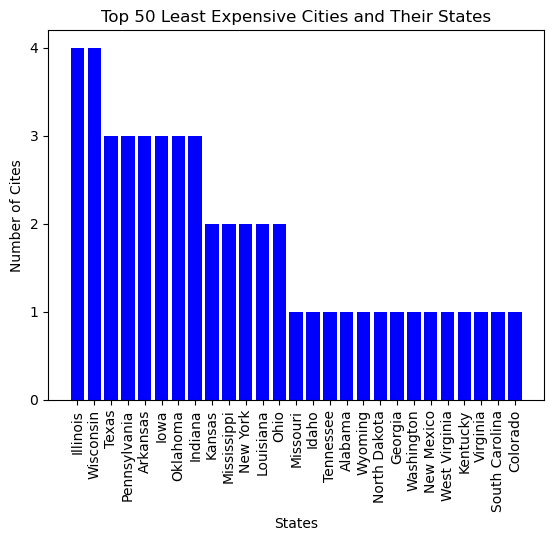 Top 50 Least Expensive Cities and Their States
Number of Cites
4
3
2
1
0
Illinois
Wisconsin
Texas
Pennsylvania
Arkansas
Iowa
Oklahoma
Indiana
Kansas
Mississippi
New York
Louisiana
Ohio
Missouri
Idaho
Tennessee
Alabama
Wyoming
North Dakota
Georgia
Washington
New Mexico
West Virginia
Kentucky
Virginia
South Carolina
Colorado
States